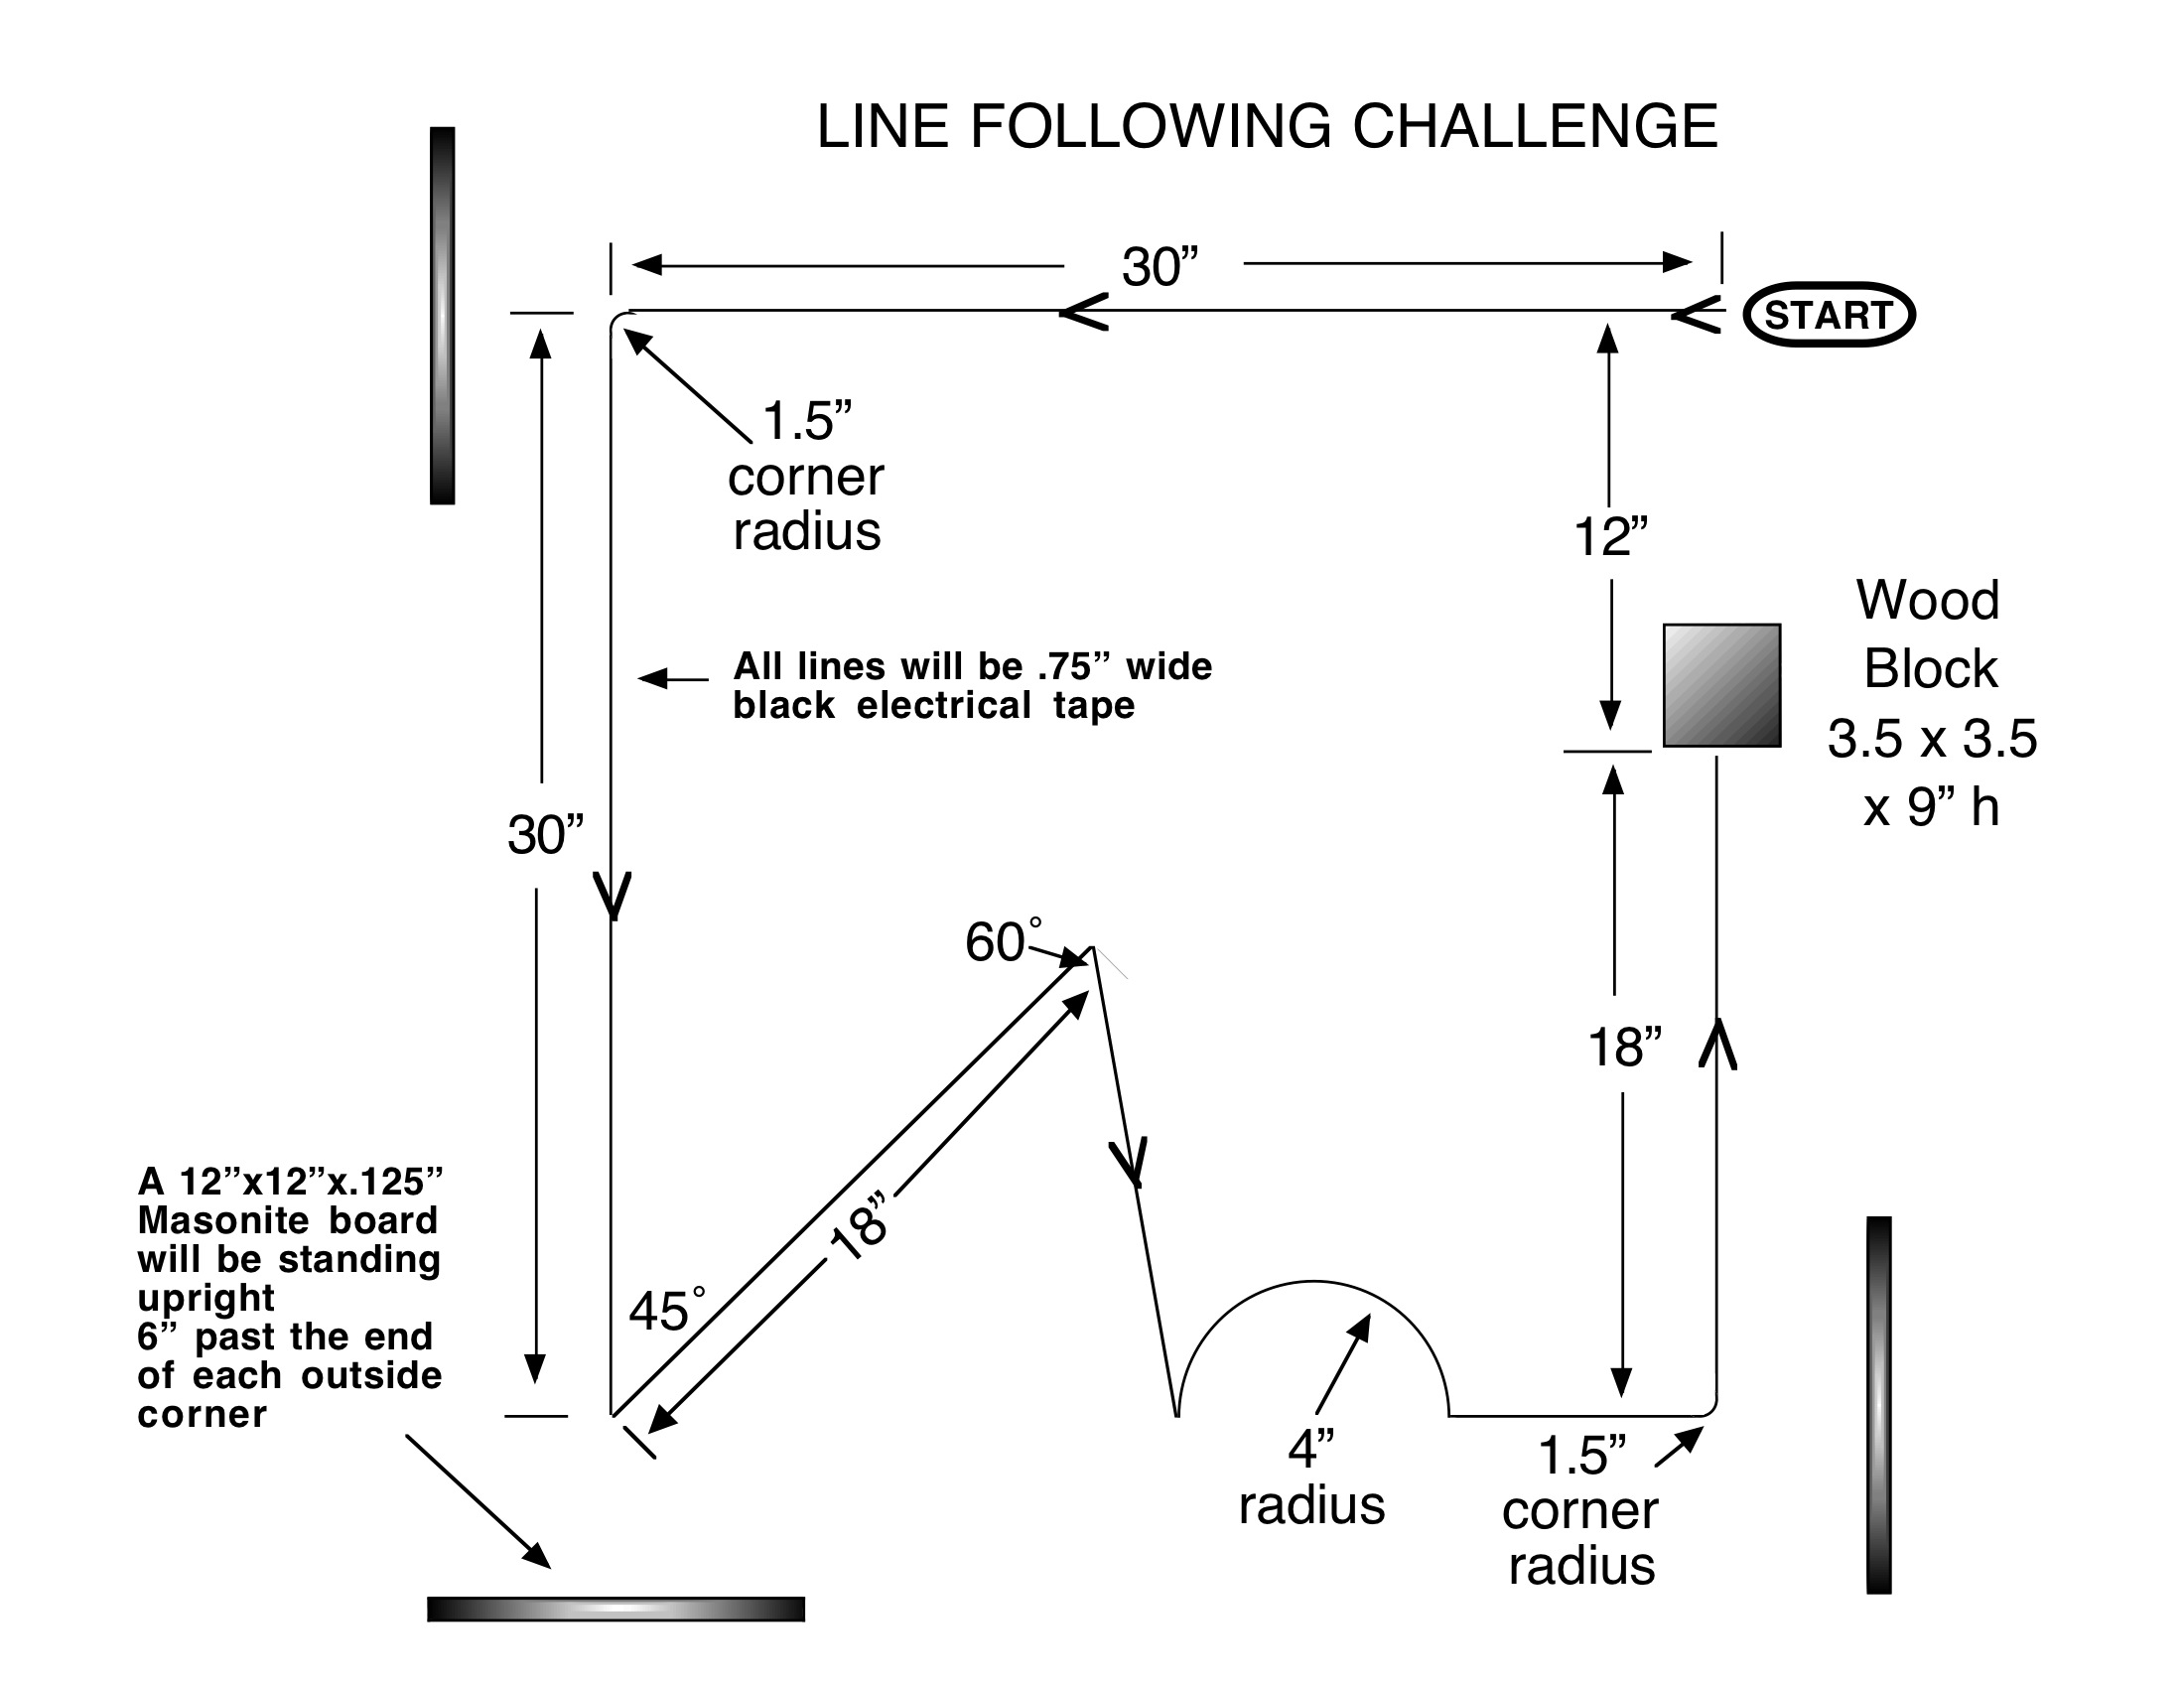 LINE FOLLOWING CHALLENGE
30”
START
1.5”
corner
radius
12”
Wood
Block
3.5 x 3.5
x 9” h
All lines will be .75” wide
black electrical tape
30”
60°
18”
A 12”x12”x.125”
Masonite board
will be standing
upright
6” past the end
of each outside
corner
18”
45°
4”
radius
1.5”
corner
radius